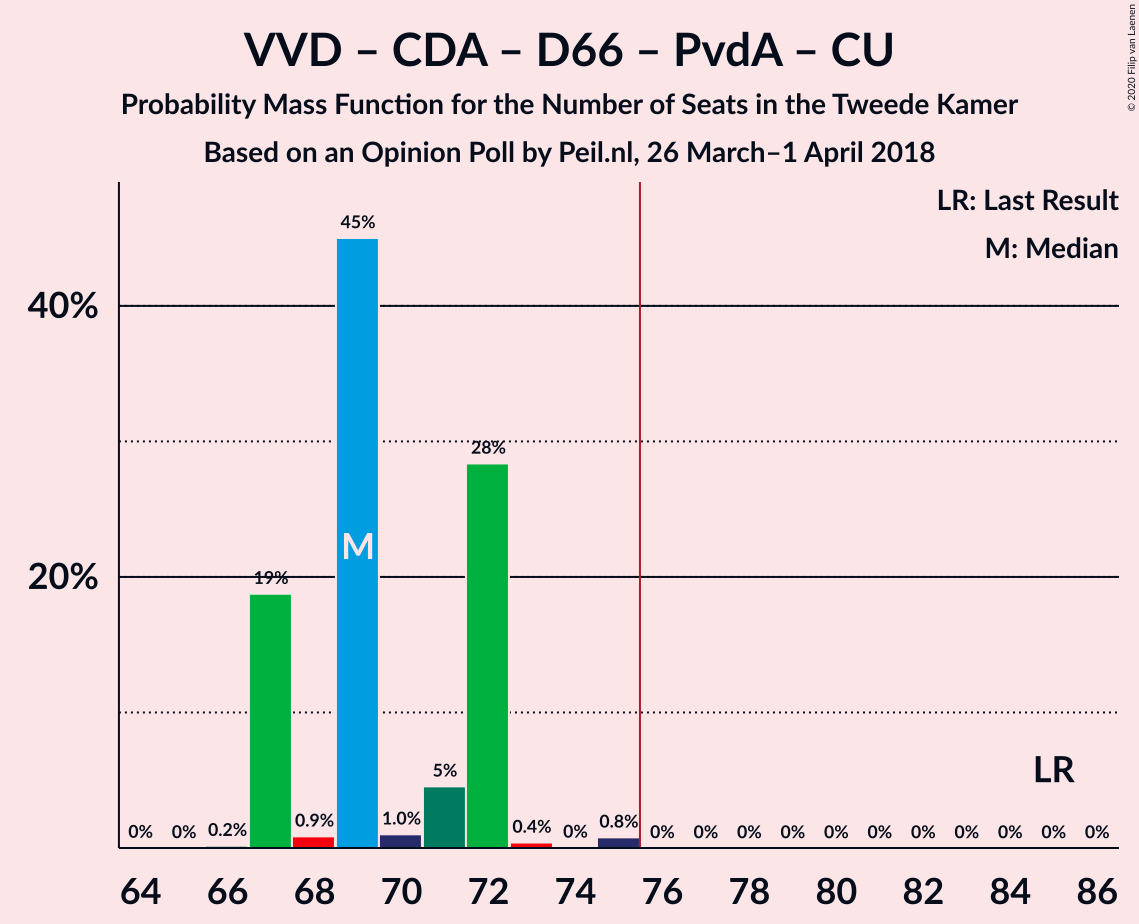 VVD – CDA – D66 – PvdA – CU
Probability Mass Function for the Number of Seats in the Tweede Kamer
Based on an Opinion Poll by Peil.nl, 26 March–1 April 2018
© 2020 Filip van Laenen
LR: Last Result
M: Median
45%
40%
28%
M
20%
19%
LR
5%
0% 0% 0.2% 0.9% 1.0% 0.4% 0% 0.8% 0% 0% 0% 0% 0% 0% 0% 0% 0% 0% 0%
64 66 68 70 72 74 76 78 80 82 84 86